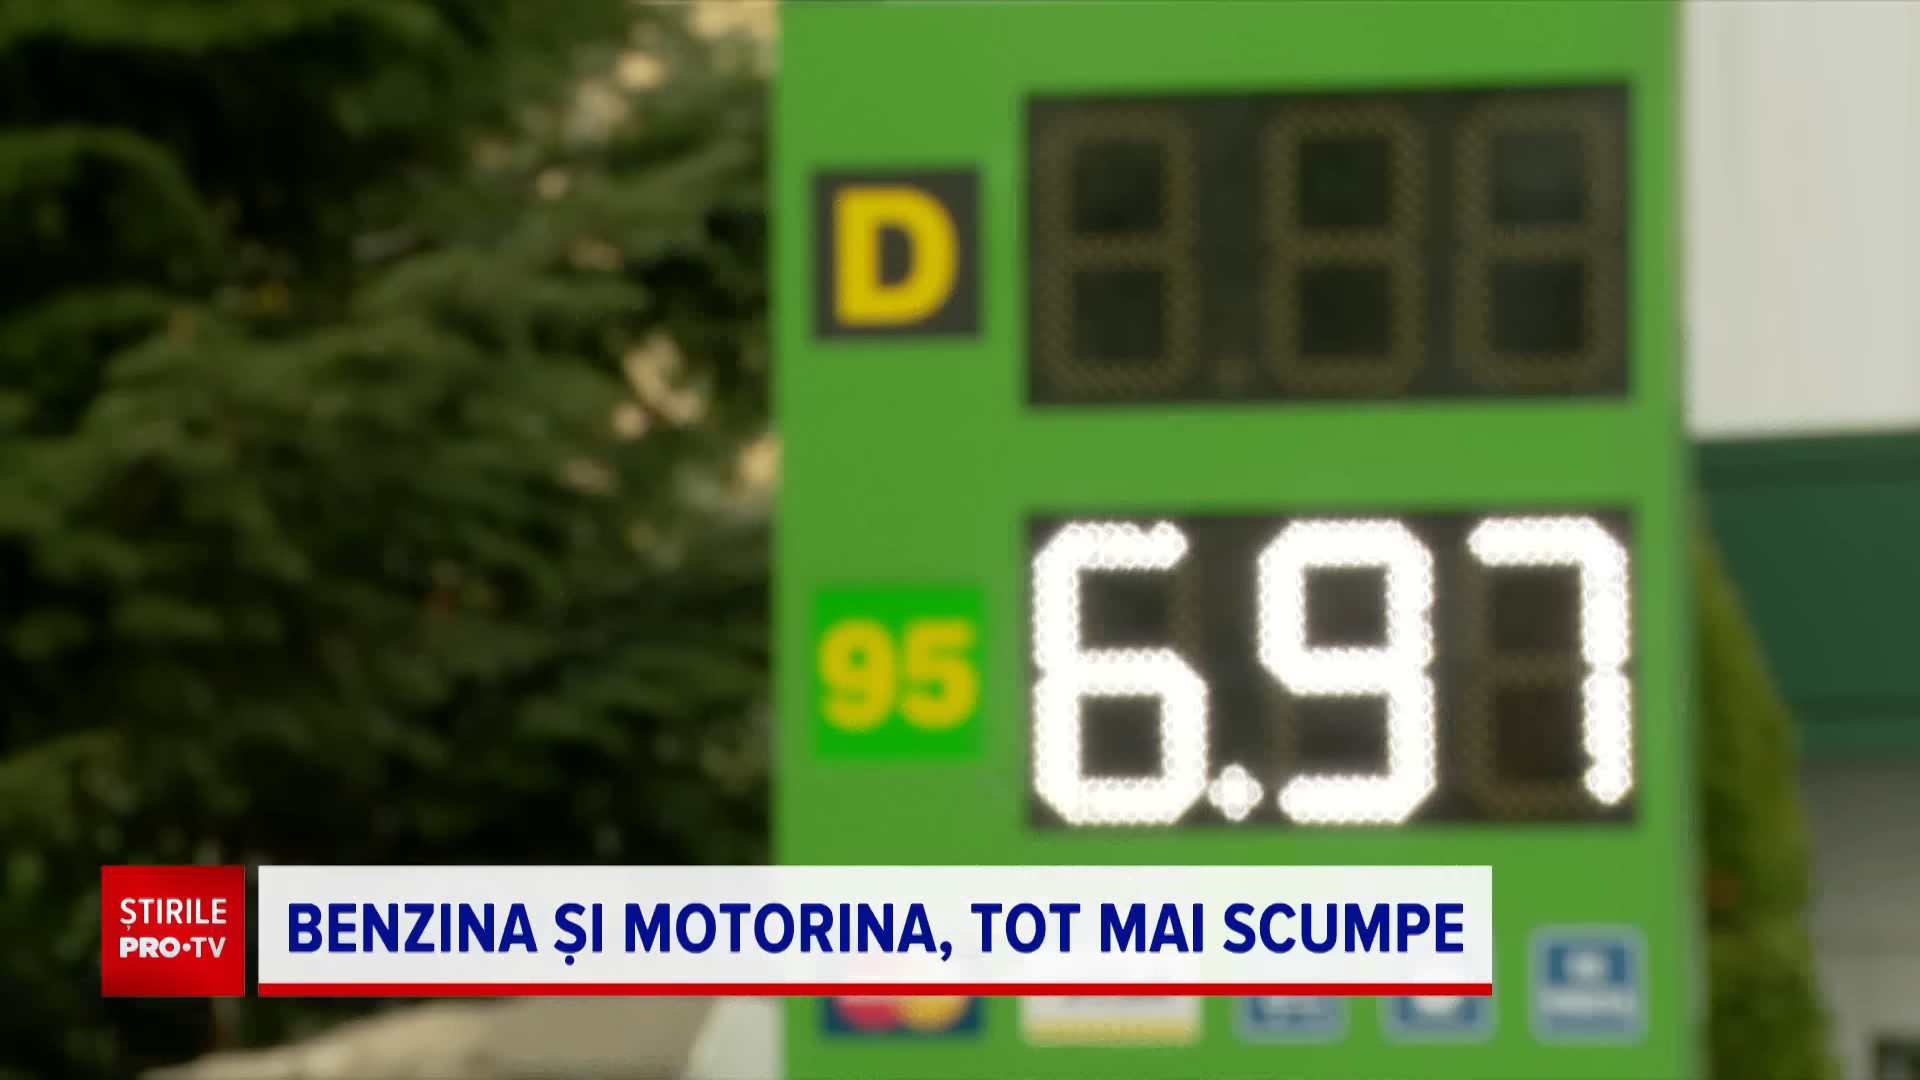 D
95
6.97
ȘTIRILE
PRO•TV
BENZINA ȘI MOTORINA, TOT MAI SCUMPE